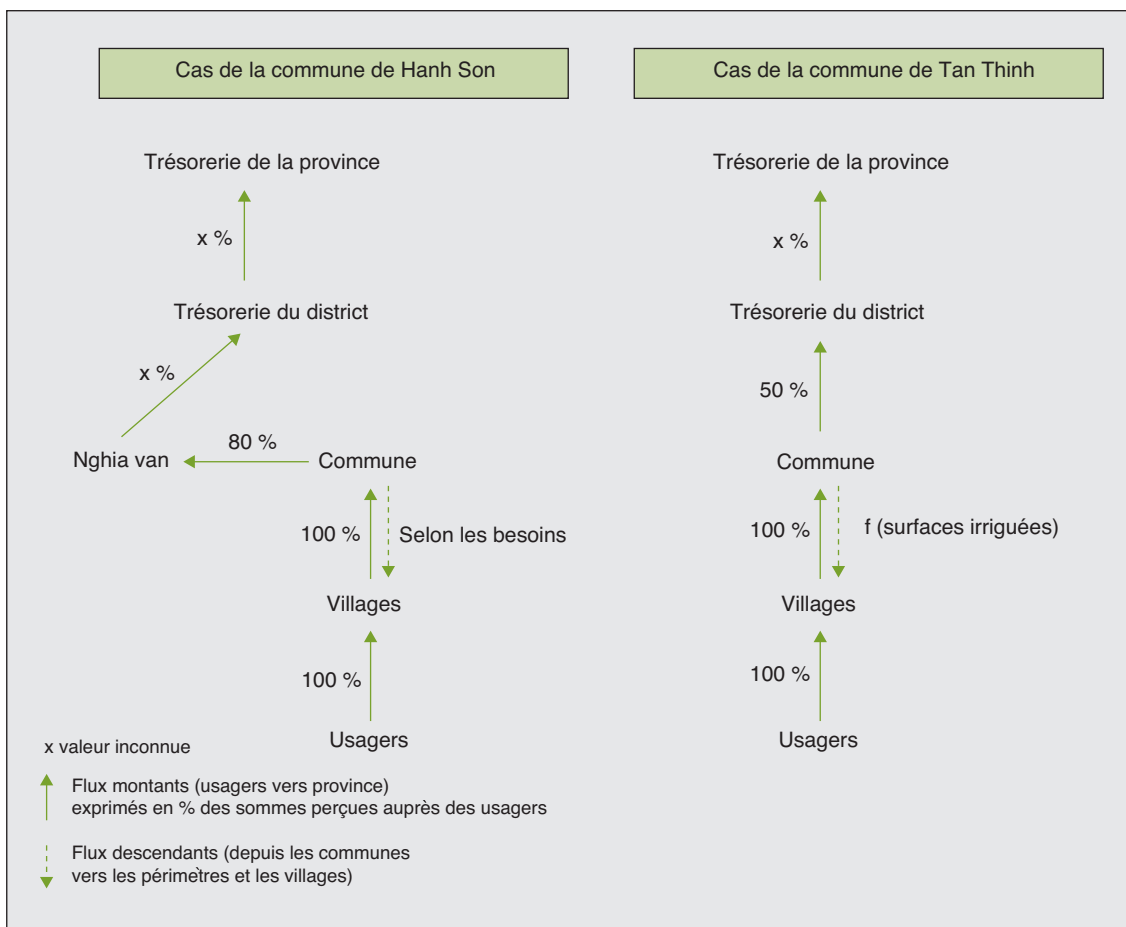 Cas de la commune de Hanh Son
Trésorerie de la province
x %
Trésorerie du district
x %
Nghia van
80 %
Commune
100 %
Selon les besoins
Villages
100 %
Usagers
Cas de la commune de Tan Thinh
Trésorerie de la province
x %
Trésorerie du district
50 %
Commune
100 %
f (surfaces irriguées)
Villages
100 %
Usagers
x valeur inconnue
Flux montants (usagers vers province)
exprimés en % des sommes perçues auprès des usagers
Flux descendants (depuis les communes
vers les périmètres et les villages)